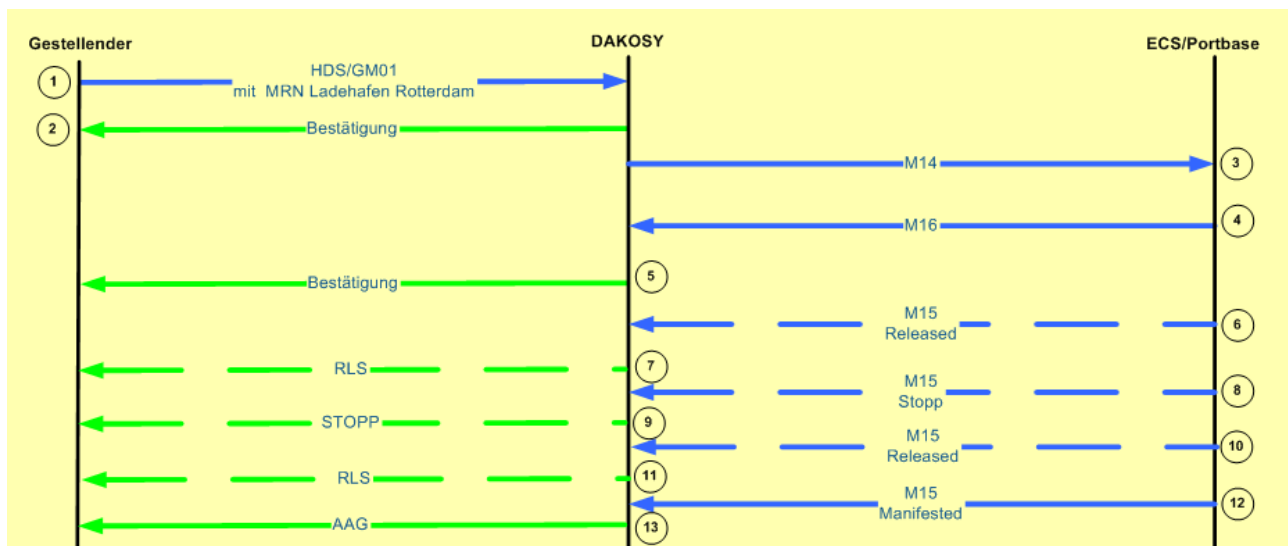 Gestellender
DAKOSY
ECS/Portbase
1
HDS/GM01
mit MRN Ladehafen Rotterdam
2
Bestätigung
M14
3
M16
4
Bestätigung
5
M15
Released
6
RLS
7
M15
Stopp
8
STOPP
9
M15
Released
10
RLS
11
M15
Manifested
12
AAG
13